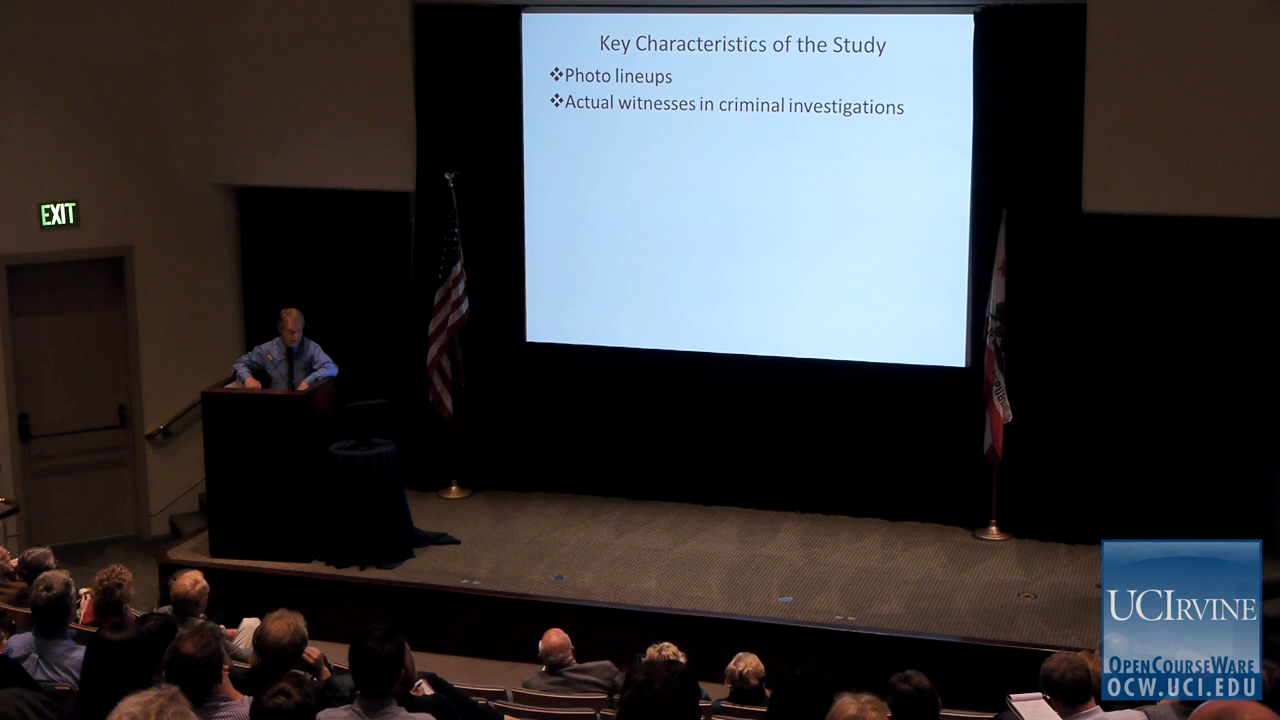 Key Characteristics of the Study
❖Photo lineups
❖Actual witnesses in criminal investigations
EXIT
UCIRVINE
OPENCOURSEWARE
OCW.UCI.EDU